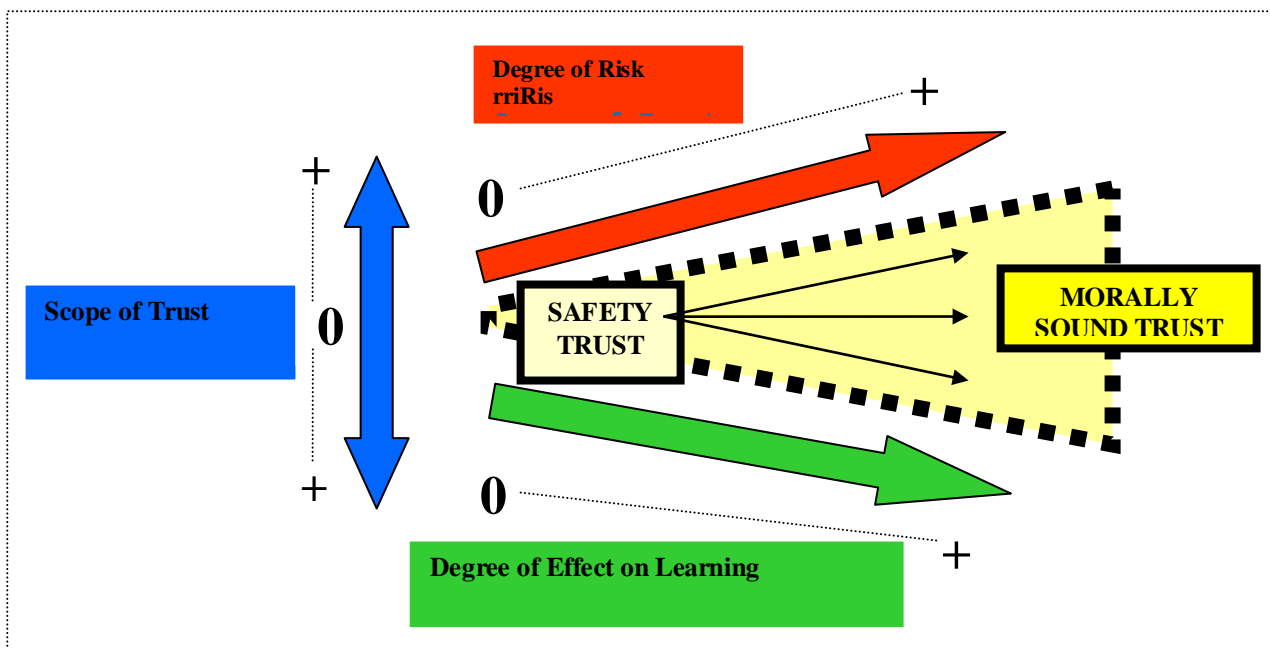 Degree of Risk
rriRis
+
+
0
0
+
0
+
Scope of Trust
SAFETY
TRUST
MORALLY
SOUND TRUST
Degree of Effect on Learning